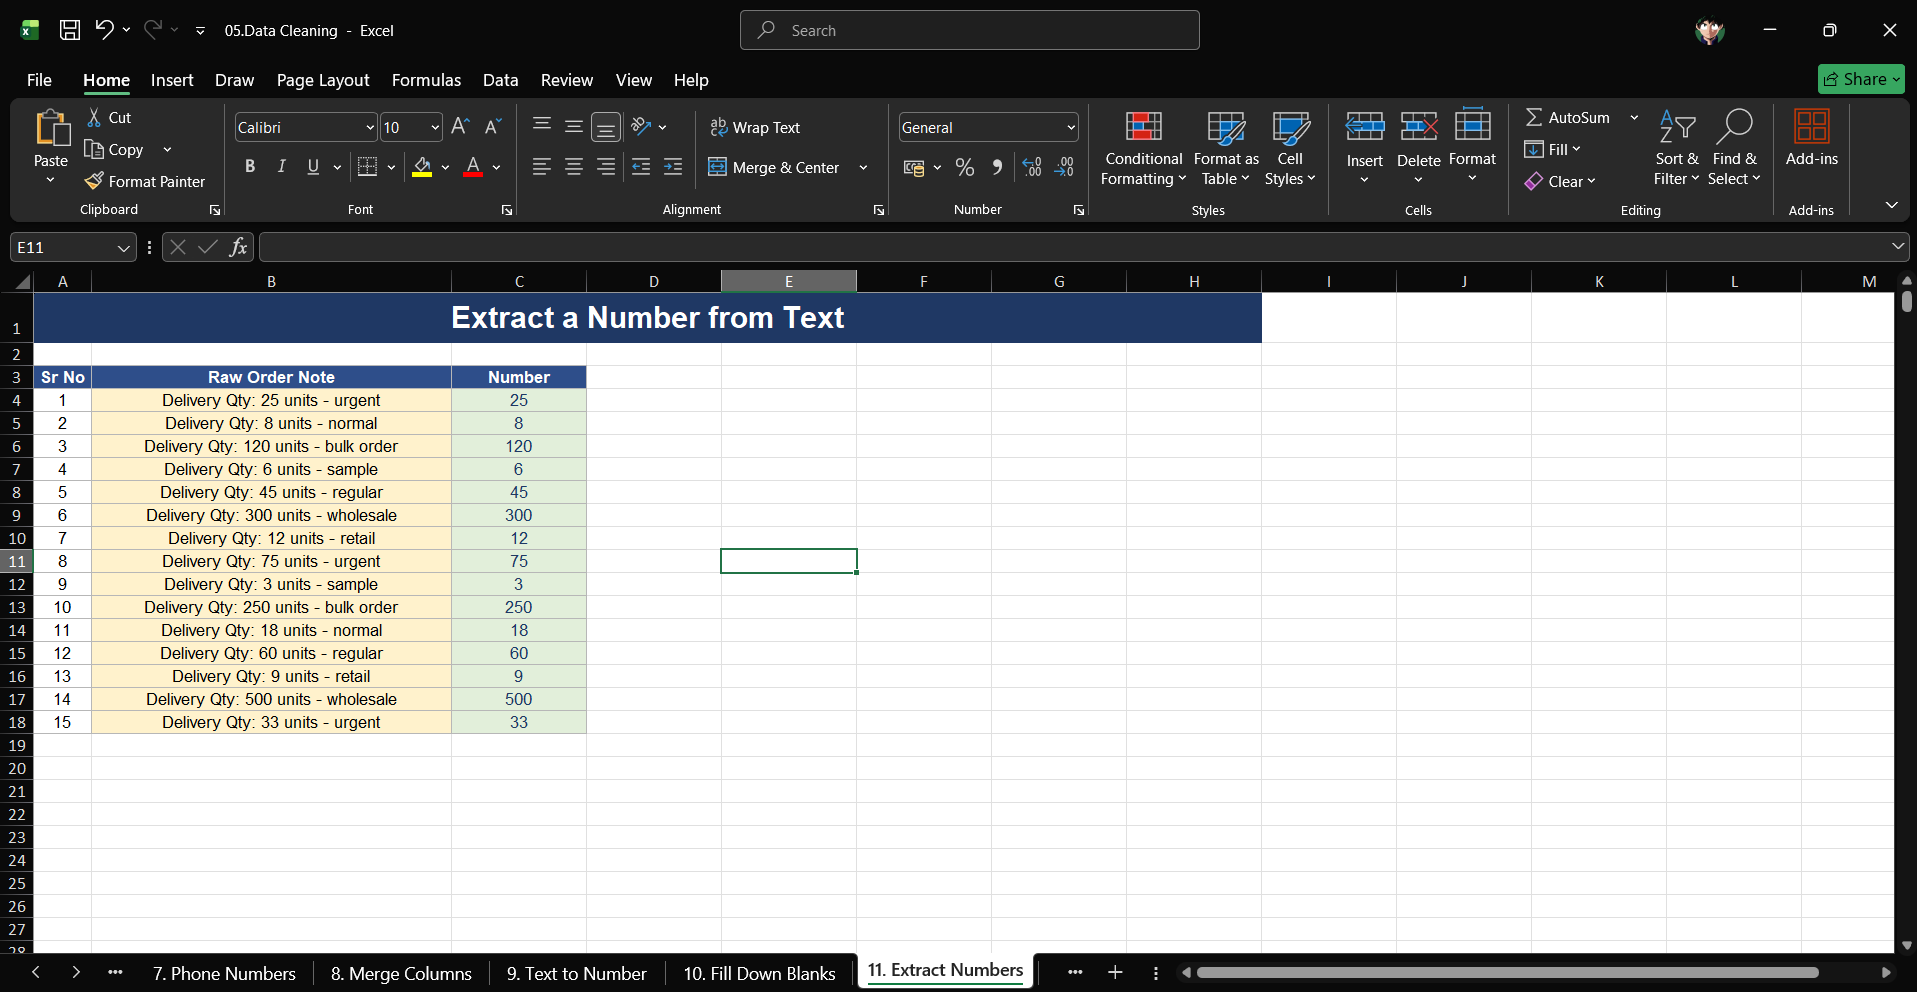 05.Data Cleaning - Excel
Search
File Home Insert Draw Page Layout Formulas Data Review View Help
Share
Paste
Cut
Copy
Format Painter
Clipboard
Calibri 10
B I U
Font
Wrap Text
Merge & Center
Alignment
General
Number
Conditional Formatting
Format as Table
Cell Styles
Styles
Insert Delete Format
Cells
AutoSum
Fill
Clear
Sort & Filter
Find & Select
Editing
Add-ins
Add-ins
E11 fx
A B C D E F G H I J K L M
1 Extract a Number from Text
2
3 Sr No Raw Order Note Number
4 1 Delivery Qty: 25 units - urgent 25
5 2 Delivery Qty: 8 units - normal 8
6 3 Delivery Qty: 120 units - bulk order 120
7 4 Delivery Qty: 6 units - sample 6
8 5 Delivery Qty: 45 units - regular 45
9 6 Delivery Qty: 300 units - wholesale 300
10 7 Delivery Qty: 12 units - retail 12
11 8 Delivery Qty: 75 units - urgent 75
12 9 Delivery Qty: 3 units - sample 3
13 10 Delivery Qty: 250 units - bulk order 250
14 11 Delivery Qty: 18 units - normal 18
15 12 Delivery Qty: 60 units - regular 60
16 13 Delivery Qty: 9 units - retail 9
17 14 Delivery Qty: 500 units - wholesale 500
18 15 Delivery Qty: 33 units - urgent 33
19
20
21
22
23
24
25
26
27
28
7. Phone Numbers 8. Merge Columns 9. Text to Number 10. Fill Down Blanks 11. Extract Numbers